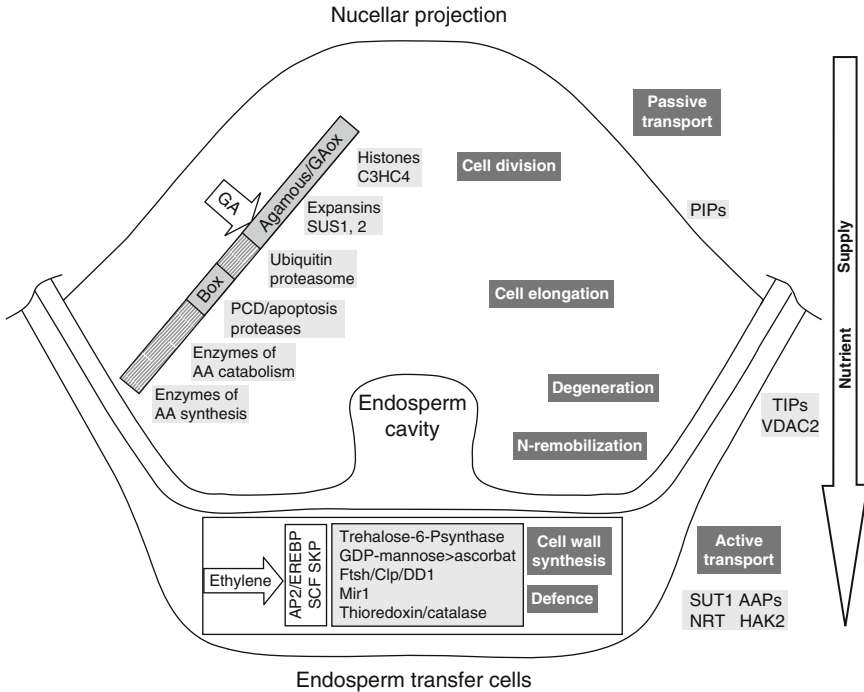 Nucellar projection
Passive
transport
Histones
C3HC4
Cell division
Agamous/GAox
GA
Expansins
SUS1, 2
PIPs
Supply
Ubiquitin
proteasome
Box
Cell elongation
PCD/apoptosis
proteases
Enzymes of
AA catabolism
Nutrient
Enzymes of
AA synthesis
Degeneration
Endosperm
cavity
TIPs
VDAC2
N-remobilization
Ethylene
AP2/EREBP
SCF SKP
Trehalose-6-Psynthase
GDP-mannose>ascorbat
Ftsh/Clp/DD1
Mir1
Thioredoxin/catalase
Cell wall
synthesis
Defence
Active
transport
SUT1 AAPs
NRT HAK2
Endosperm transfer cells